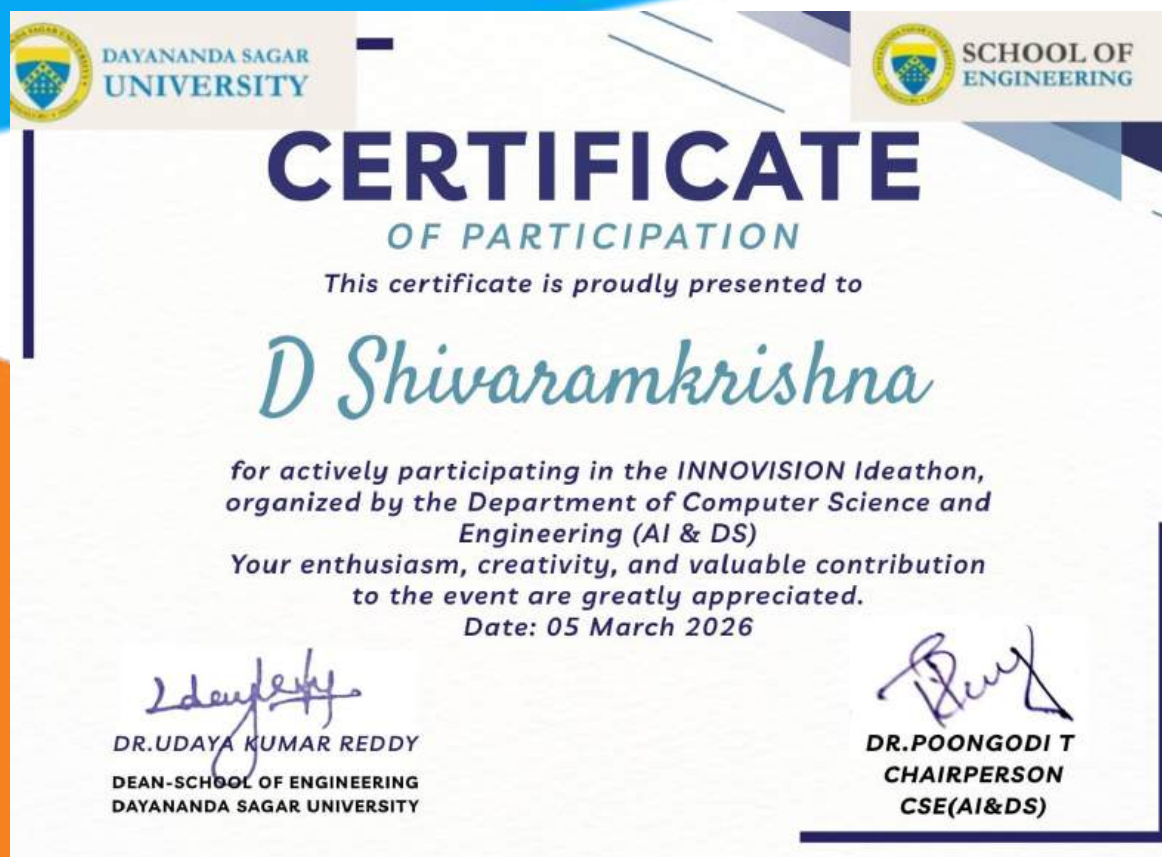 DAYANANDA SAGAR
UNIVERSITY
SCHOOL OF
ENGINEERING
CERTIFICATE
OF PARTICIPATION
This certificate is proudly presented to
D Shivaramkrishna
for actively participating in the INNOVISION Ideathon,
organized by the Department of Computer Science and
Engineering (AI & DS)
Your enthusiasm, creativity, and valuable contribution
to the event are greatly appreciated.
Date: 05 March 2026
DR.UDAYA KUMAR REDDY
DEAN-SCHOOL OF ENGINEERING
DAYANANDA SAGAR UNIVERSITY
DR.POONGODI T
CHAIRPERSON
CSE(AI&DS)